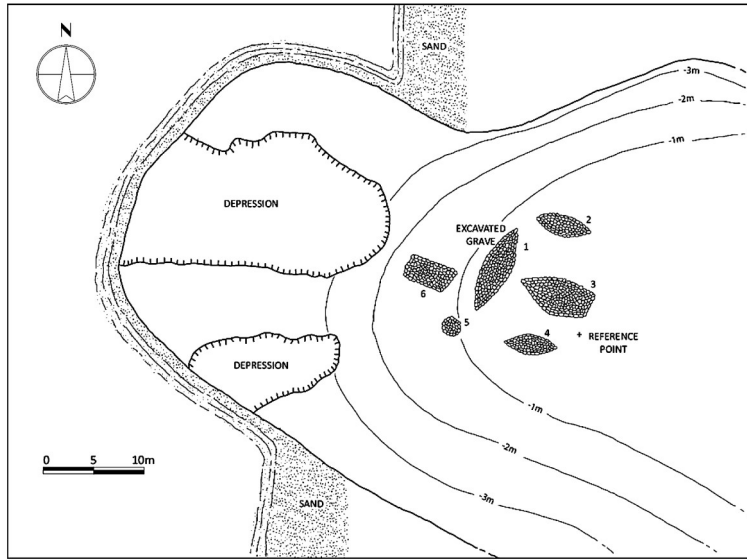 N
SAND
-3m
-2m
-1m
DEPRESSION
EXCAVATED
GRAVE
1
2
3
6
5
4
+ REFERENCE
POINT
DEPRESSION
-1m
-2m
-3m
0 5 10m
SAND